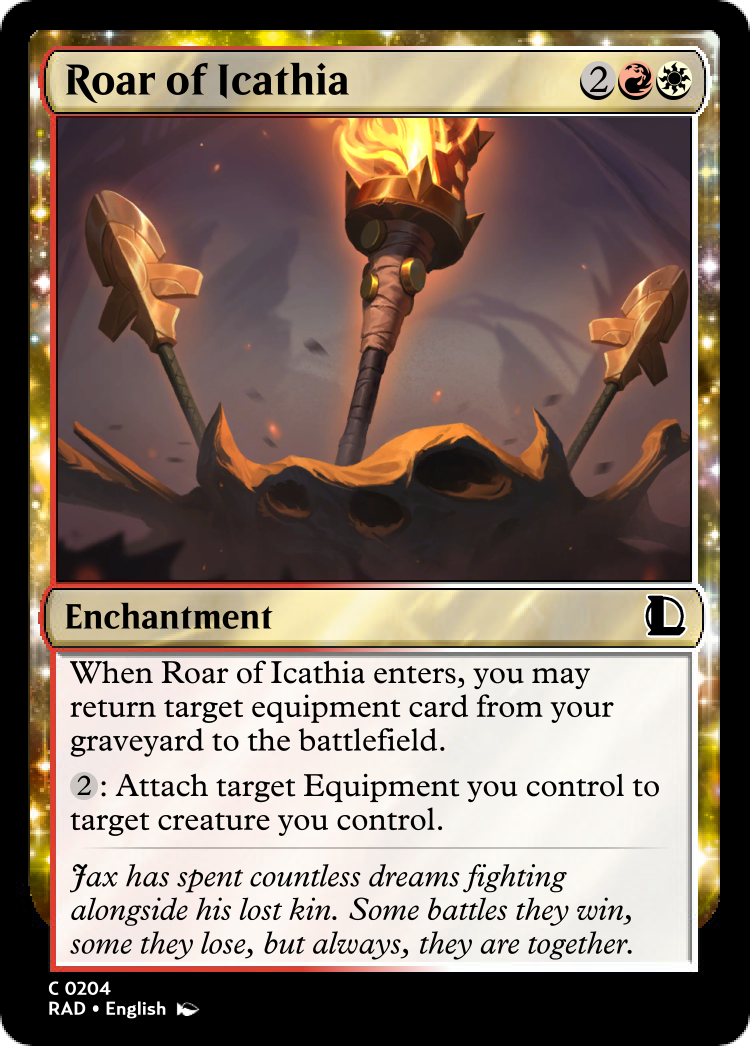 Roar of Icathia 2
Enchantment
When Roar of Icathia enters, you may
return target equipment card from your
graveyard to the battlefield.
2: Attach target Equipment you control to
target creature you control.
Jax has spent countless dreams fighting
alongside his lost kin. Some battles they win,
some they lose, but always, they are together.
C 0204
RAD • English